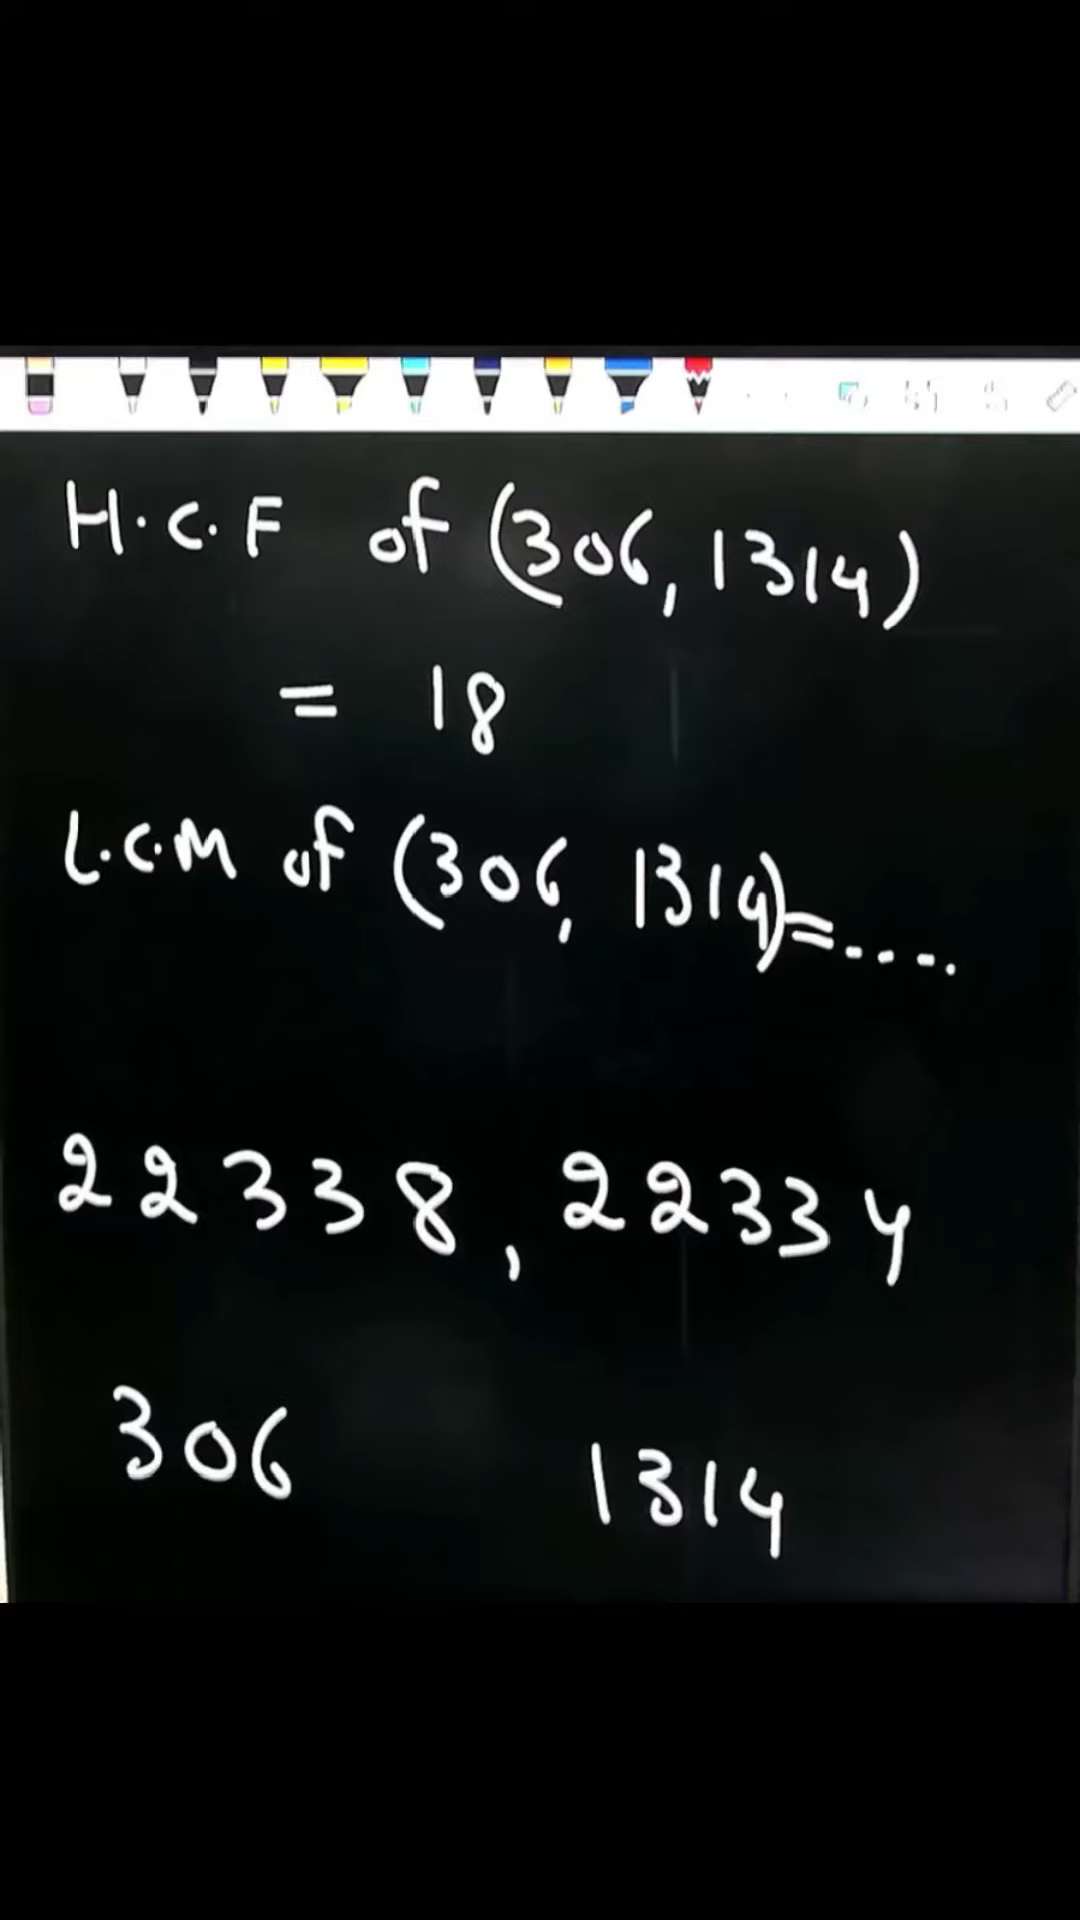 H.C.F of (306, 1314)
= 18
L.C.M of (306, 1314)=.....
22338, 22334
306 1314